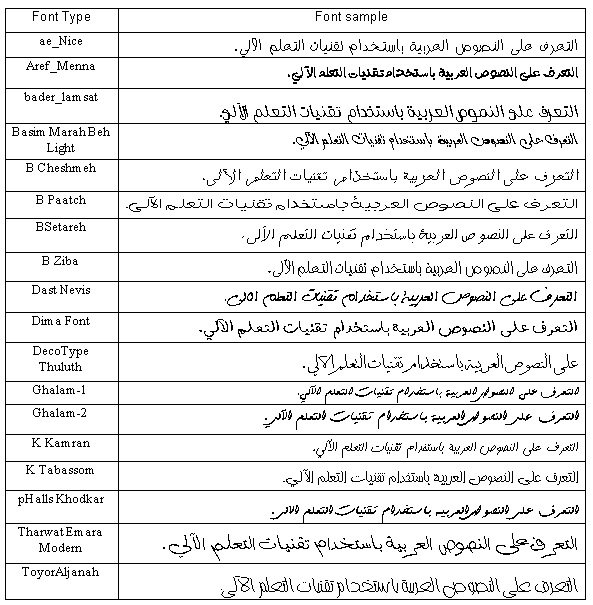 Font Type Font sample
ae_Nice التعرف على النصوص العربية باستخدام تقنيات التعلم الآلي.
Aref_Menna التعرف على النصوص العربية باستخدام تقنيات التعلم الآلي.
bader_lamsat التعرف على النصوص العربية باستخدام تقنيات التعلم الآلي.
Basim Marah Beh
Light التعرف على النصوص العربية باستخدام تقنيات التعلم الآلي.
B Cheshmeh التعرف على النصوص العربية باستخدام تقنيات التعلم الآلي.
B Paatch التعرف على النصوص العربية باستخدام تقنيات التعلم الآلي.
BSetareh التعرف على النصوص العربية باستخدام تقنيات التعلم الألى.
B Ziba التعرف على النصوص العربية باستخدام تقنيات التعلم الآلي.
Dast Nevis التعرف على النصوص العربية باستخدام تقنيات التعلم الالى.
Dima Font التعرف على النصوص العربية باستخدام تقنيات التعلم الآلي.
DecoType
Thuluth على النصوص العربية باستخدام تقنيات التعلم الآلي.
Ghalam-1 التعرف على النصوص العربية باستخدام تقنيات التعلم الآلي.
Ghalam-2 التعرف على النصوص العربية باستخدام تقنيات التعلم الآلي.
K Kamran التعرف على النصوص العربية باستخدام تقنيات التعلم الآلي.
K Tabassom التعرف على النصوص العربية باستخدام تقنيات التعلم الآلي.
pHalls Khodkar التعرف على النصوص العربية باستخدام تقنيات التعلم الالى.
Tharwat Emara
Modern التعرف على النصوص العربية باستخدام تقنيات التعلم الآلي.
ToyorAljanah التعرف على النصوص العربية باستخدام تقنيات التعلم الآلي